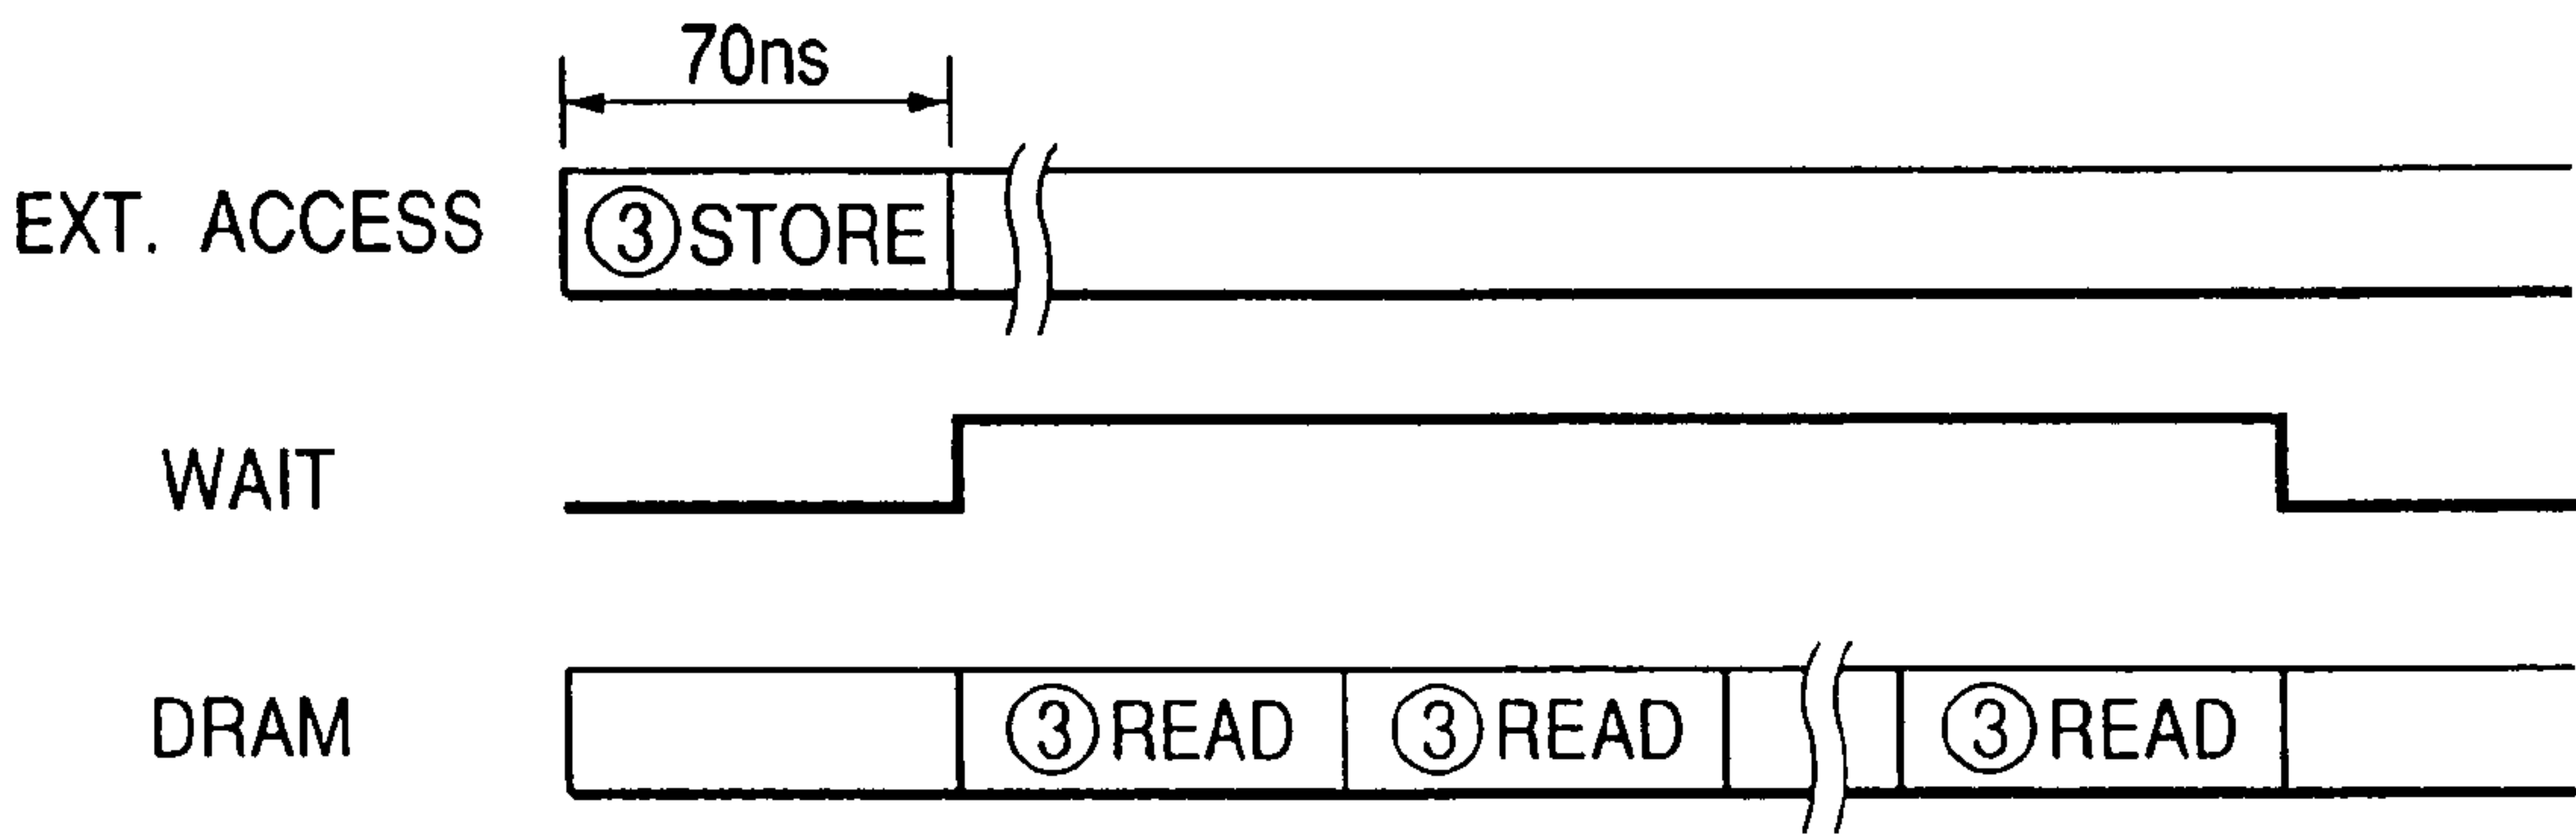 70ns
EXT. ACCESS ③STORE
WAIT
DRAM ③READ ③READ ③READ